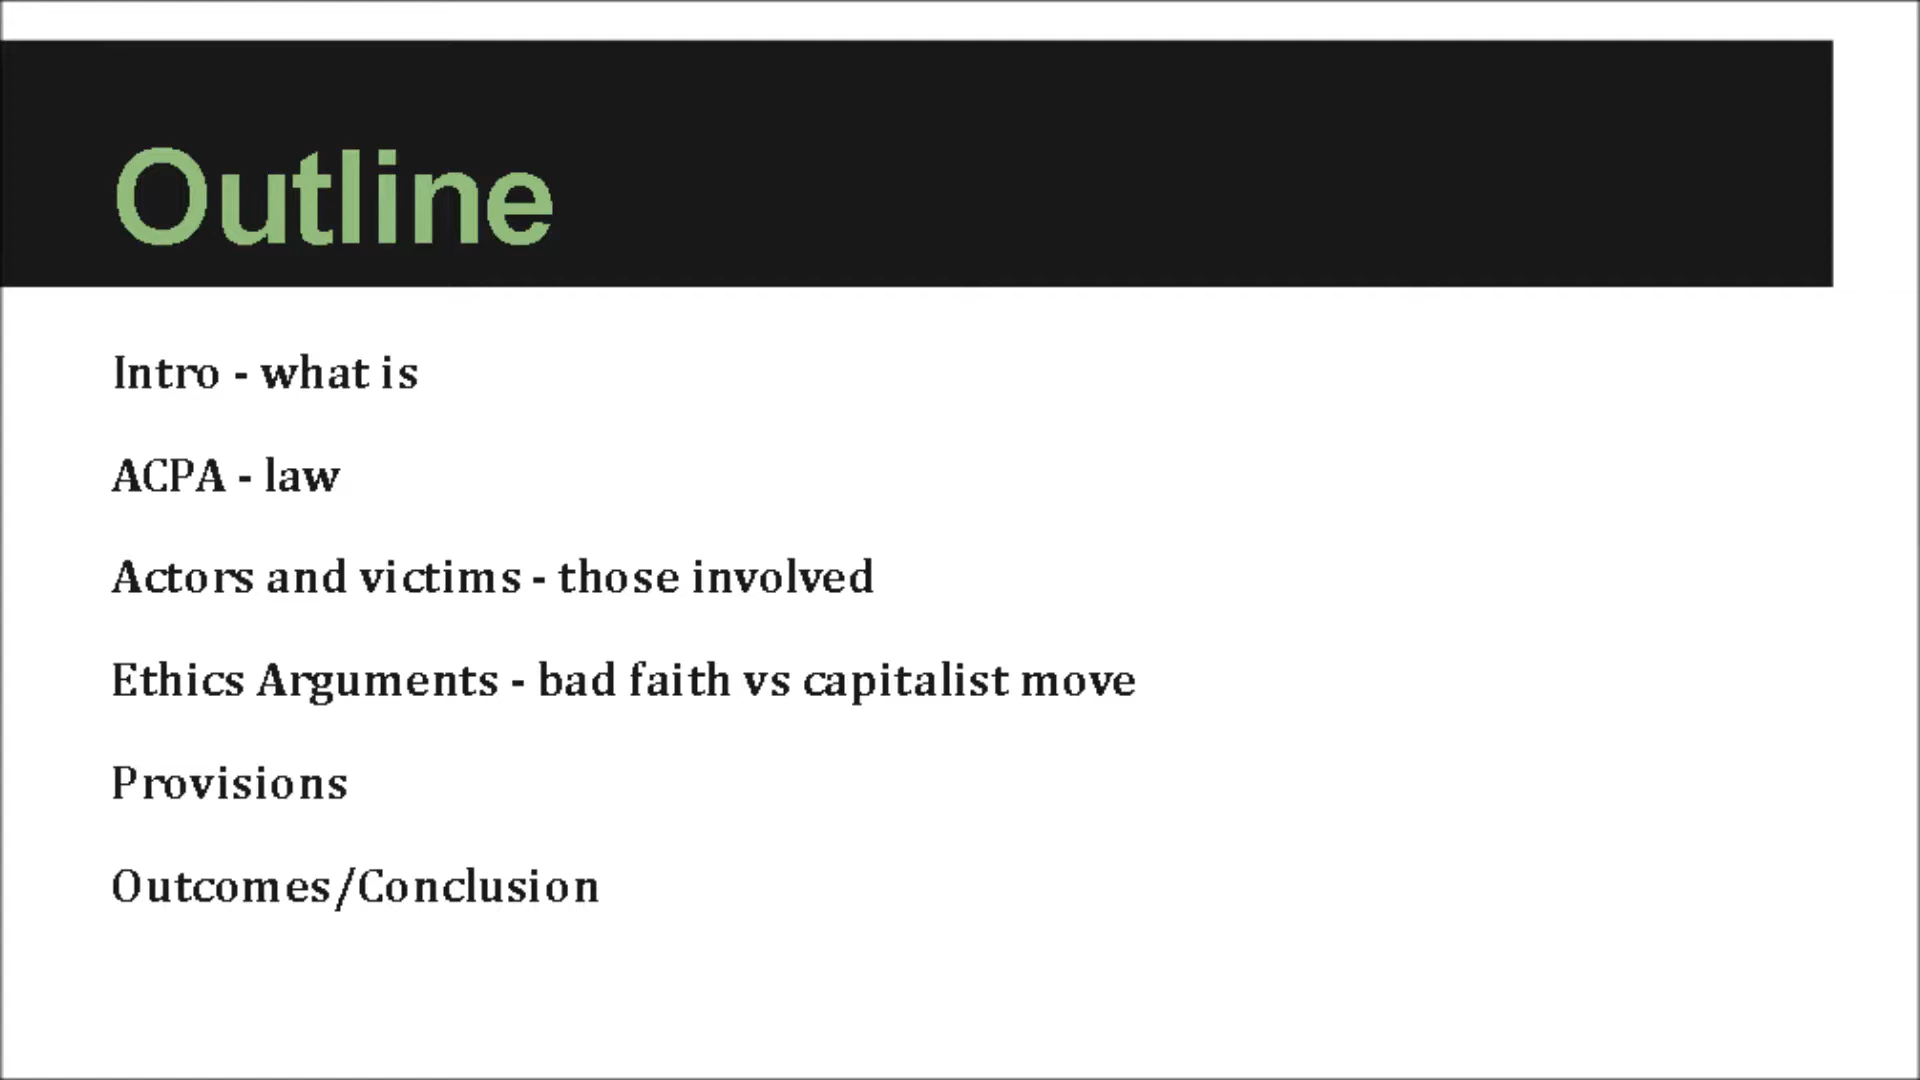 Outline
Intro - what is
ACPA - law
Actors and victims - those involved
Ethics Arguments - bad faith vs capitalist move
Provisions
Outcomes/Conclusion